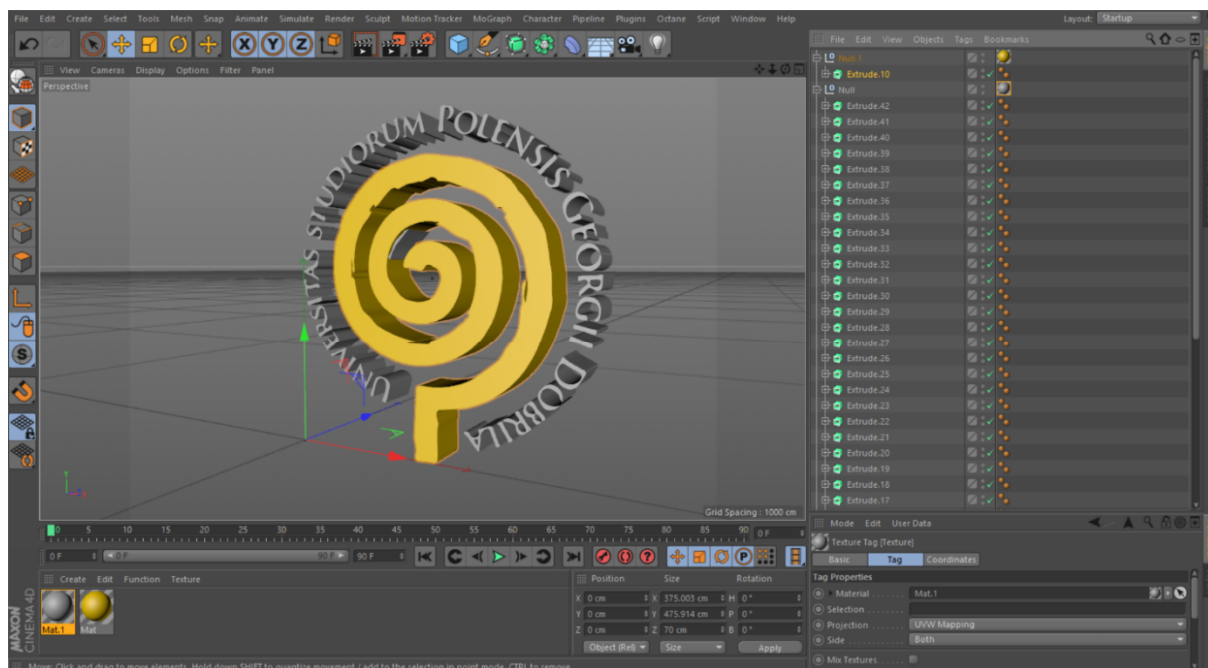 File Edit Create Select Tools Mesh Snap Animate Simulate Render Sculpt Motion Tracker MoGraph Character Pipeline Plugins Octane Script Window Help Layout: Startup
X Y Z
File Edit View Objects Tags Bookmarks
View Cameras Display Options Filter Panel
Perspective
Null.1
Extrude.10
Null
Extrude.42
Extrude.41
Extrude.40
Extrude.39
Extrude.38
Extrude.37
Extrude.36
Extrude.35
Extrude.34
Extrude.33
Extrude.32
Extrude.31
Extrude.30
Extrude.29
Extrude.28
Extrude.27
Extrude.26
Extrude.25
Extrude.24
Extrude.23
Extrude.22
Extrude.21
Extrude.20
Extrude.19
Extrude.18
Extrude.17
UNIVERSITAS STUDIORUM POLENSIS GEORGII DOBRILA
S
Y
Grid Spacing : 1000 cm
0 5 10 15 20 25 30 35 40 45 50 55 60 65 70 75 80 85 90 0 F
0 F 0 F 90 F 90 F
P
Create Edit Function Texture
Mat.1 Mat
MAXON
CINEMA 4D
Position Size Rotation
X 0 cm X 375.003 cm H 0 °
Y 0 cm Y 475.914 cm P 0 °
Z 0 cm Z 70 cm B 0 °
Object (Rel) Size Apply
Mode Edit User Data
Texture Tag [Texture]
Basic Tag Coordinates
Tag Properties
Material Mat.1
Selection
Projection UVW Mapping
Side Both
Mix Textures
Move: Click and drag to move elements. Hold down SHIFT to quantize movement / add to the selection in point mode, CTRL to remove.